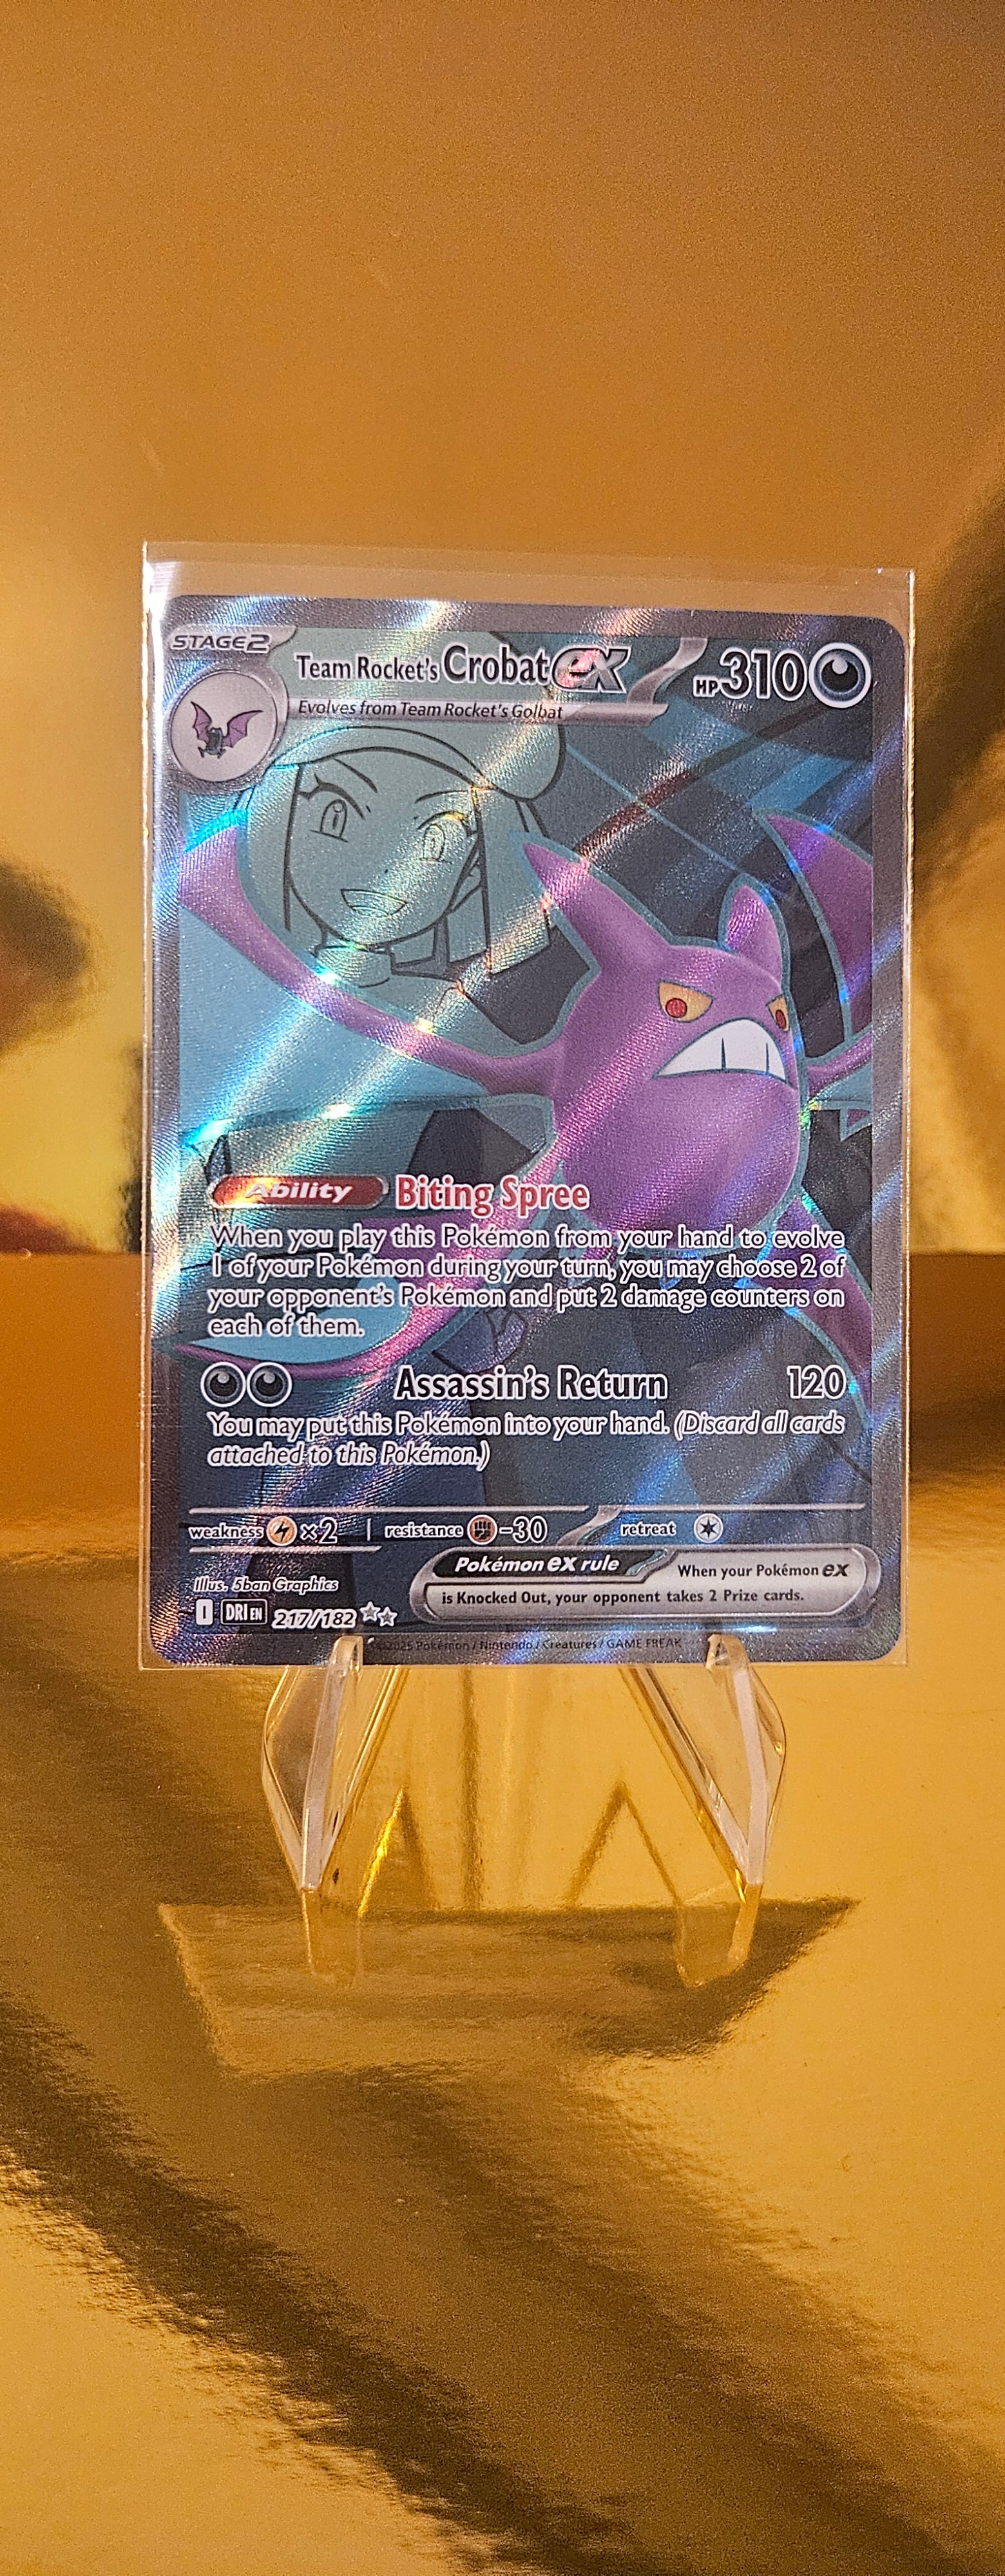 STAGE2
Team Rocket's Crobat ex
HP 310
Evolves from Team Rocket's Golbat
Ability Biting Spree
When you play this Pokémon from your hand to evolve
1 of your Pokémon during your turn, you may choose 2 of
your opponent's Pokémon and put 2 damage counters on
each of them.
Assassin's Return 120
You may put this Pokémon into your hand. (Discard all cards
attached to this Pokémon.)
weakness ×2 resistance -30 retreat
Pokémon ex rule When your Pokémon ex
is Knocked Out, your opponent takes 2 Prize cards.
Illus. 5ban Graphics
I DRI EN 217/182
©2025 Pokémon / Nintendo / Creatures / GAME FREAK